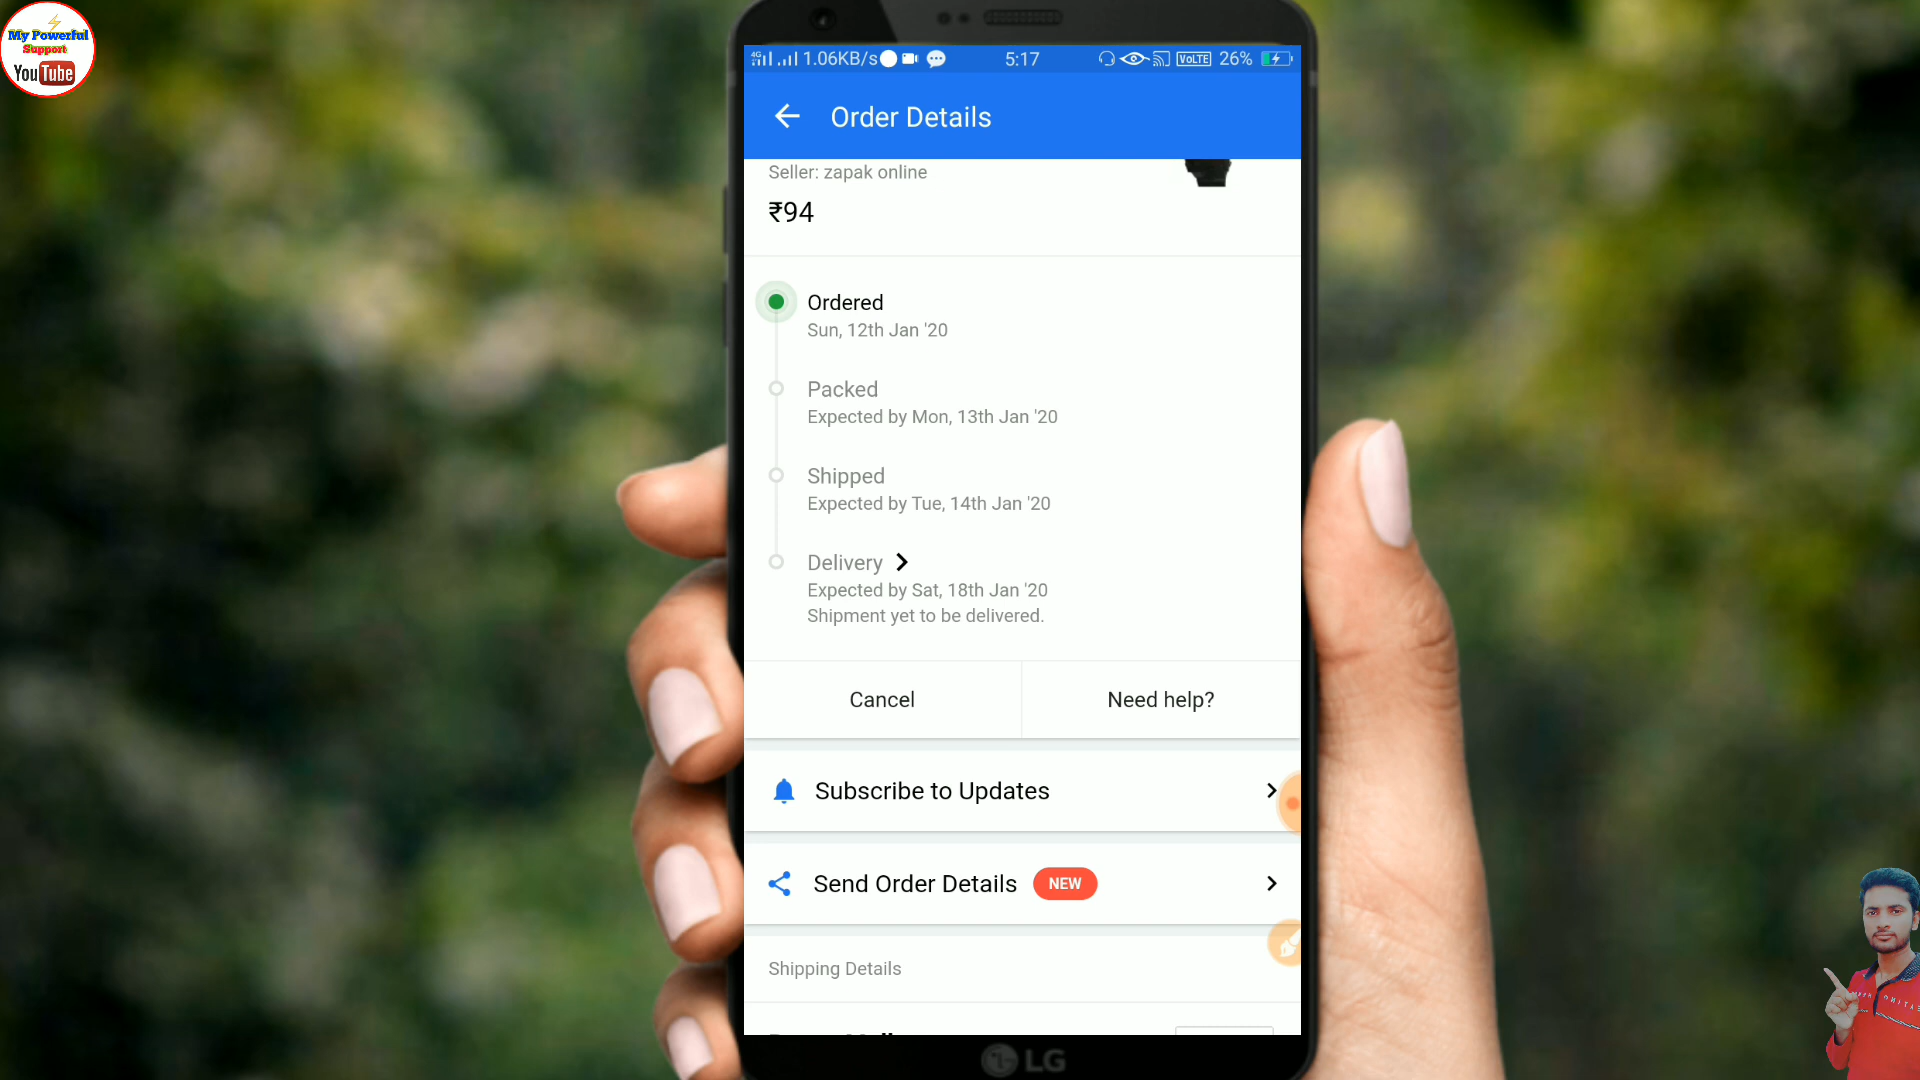 My Powerful
Support
YouTube
4G 1.06KB/s 5:17 VoLTE 26%
Order Details
Seller: zapak online
₹94
Ordered
Sun, 12th Jan '20
Packed
Expected by Mon, 13th Jan '20
Shipped
Expected by Tue, 14th Jan '20
Delivery
Expected by Sat, 18th Jan '20
Shipment yet to be delivered.
Cancel Need help?
Subscribe to Updates
Send Order Details NEW
Shipping Details
LG